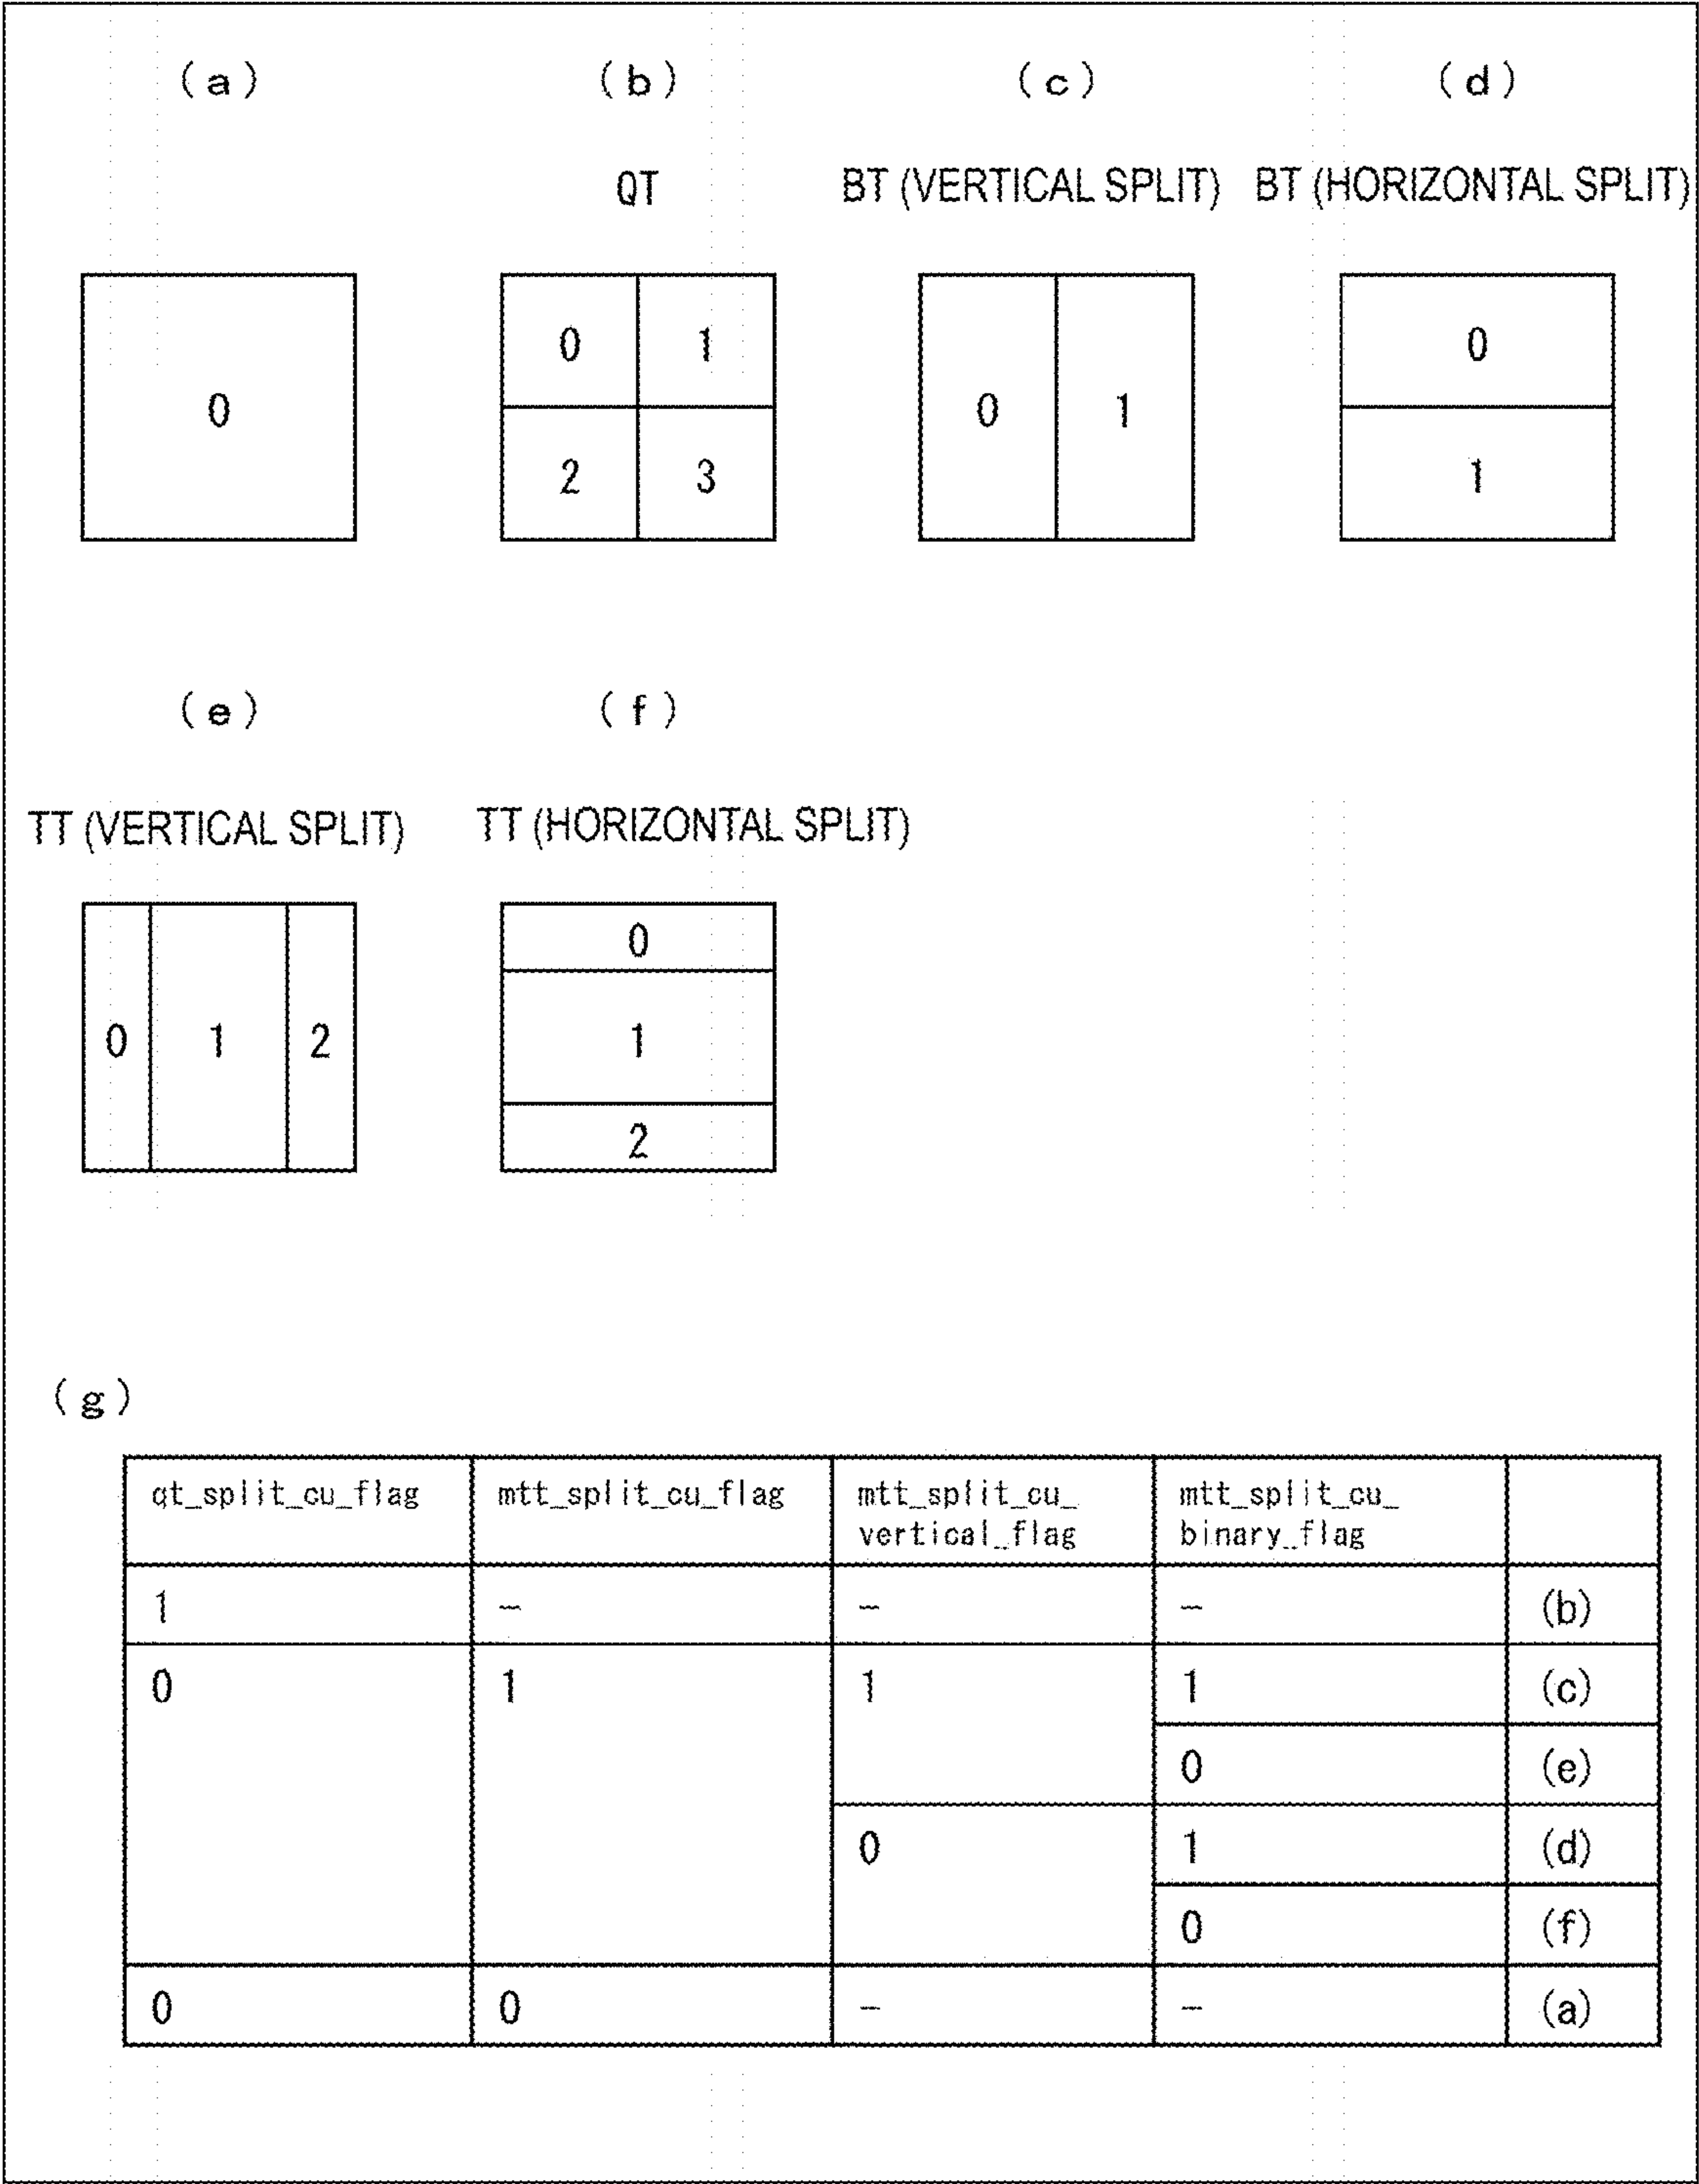 (a) (b) (c) (d)
QT BT (VERTICAL SPLIT) BT (HORIZONTAL SPLIT)
0 1 0
0 0 1
2 3 1
(e) (f)
TT (VERTICAL SPLIT) TT (HORIZONTAL SPLIT)
0
0 1 2 1
2
(g)
qt_split_cu_flag mtt_split_cu_flag mtt_split_cu_ mtt_split_cu_
vertical_flag binary_flag
1 – – – (b)
0 1 1 1 (c)
0 (e)
0 1 (d)
0 (f)
0 0 – – (a)